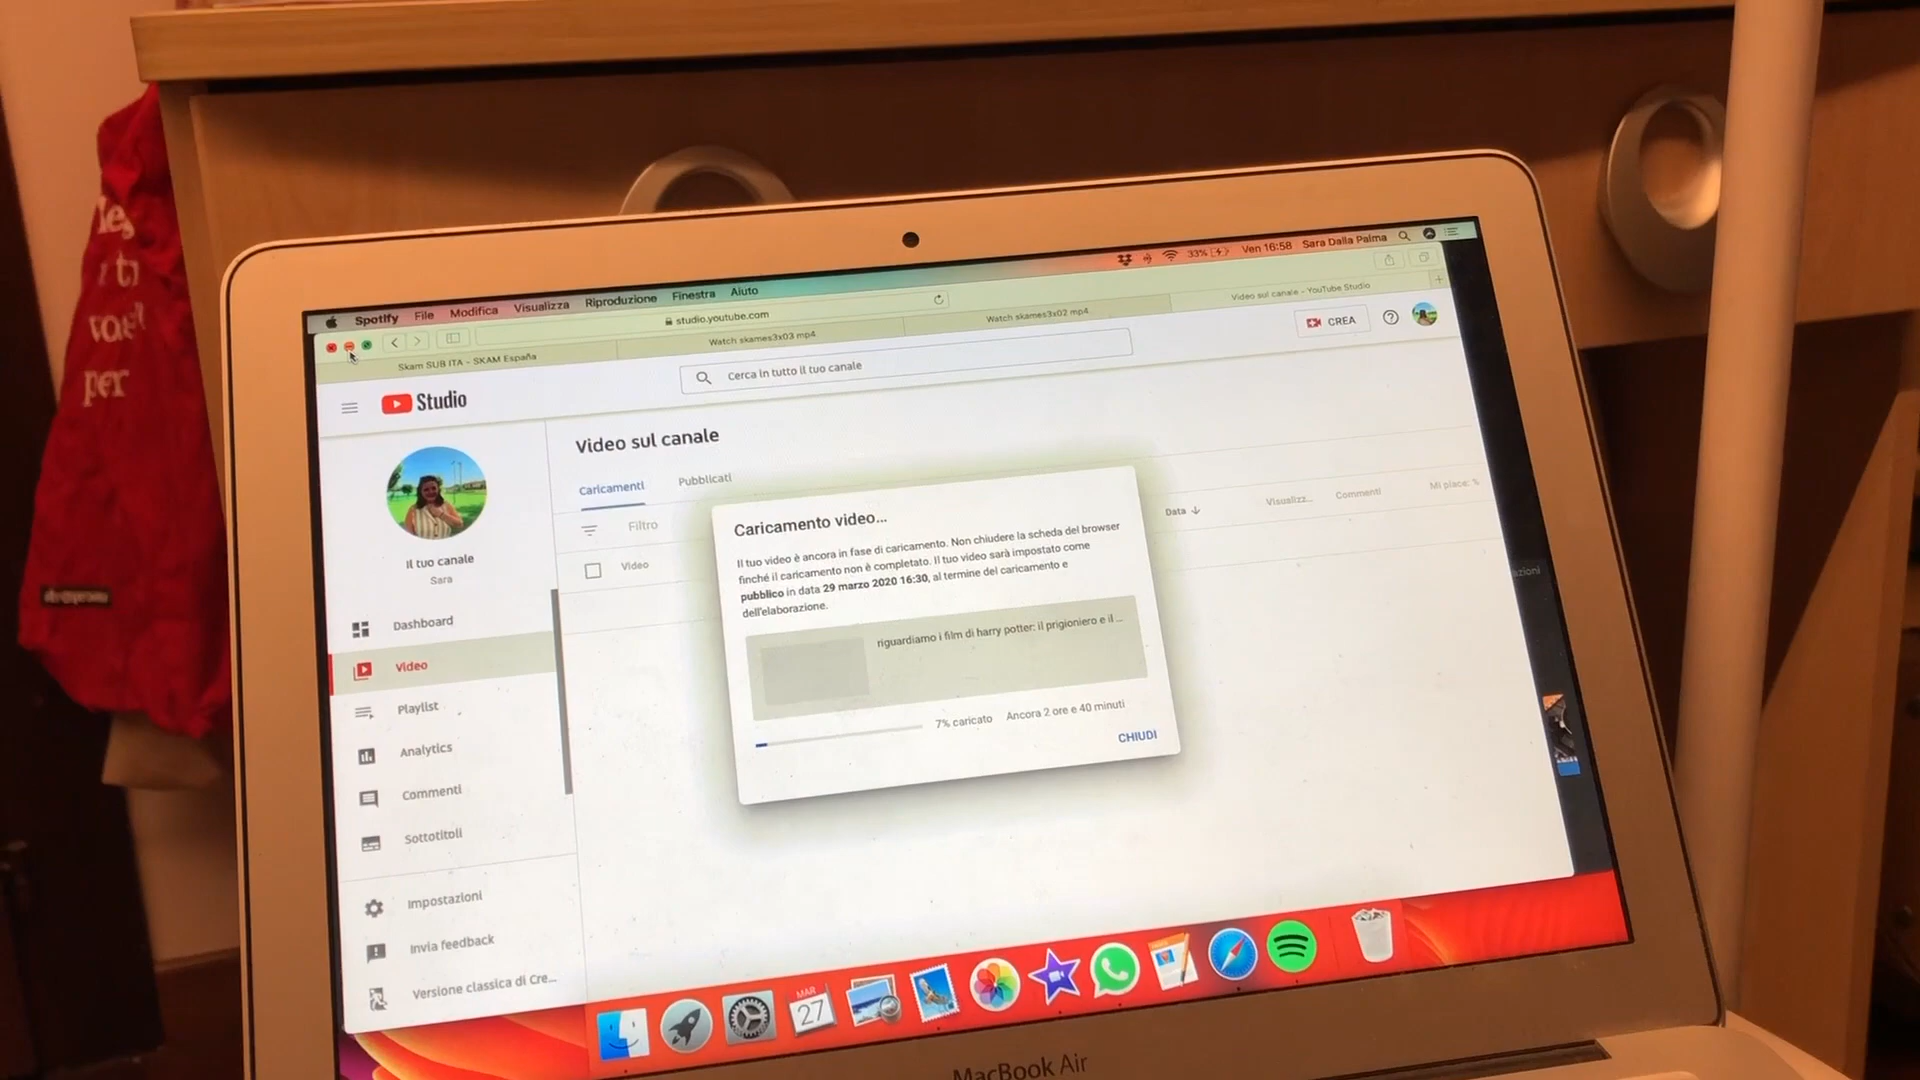 Spotify File Modifica Visualizza Riproduzione Finestra Aiuto
33% Ven 16:58 Sara Dalla Palma
studio.youtube.com
Skam SUB ITA - SKAM España
Watch skames3x03 mp4
Watch skames3x02 mp4
Video sul canale - YouTube Studio
Studio
Cerca in tutto il tuo canale
CREA
Il tuo canale
Sara
Dashboard
Video
Playlist
Analytics
Commenti
Sottotitoli
Impostazioni
Invia feedback
Versione classica di Cre...
Video sul canale
Caricamenti Pubblicati
Filtro
Video
Data
Visualizz...
Commenti
Mi piace: %
Caricamento video...
Il tuo video è ancora in fase di caricamento. Non chiudere la scheda del browser
finché il caricamento non è completato. Il tuo video sarà impostato come
pubblico in data 29 marzo 2020 16:30, al termine del caricamento e
dell'elaborazione.
riguardiamo i film di harry potter: il prigioniero e il ...
7% caricato Ancora 2 ore e 40 minuti
CHIUDI
MAR
27
MacBook Air
per